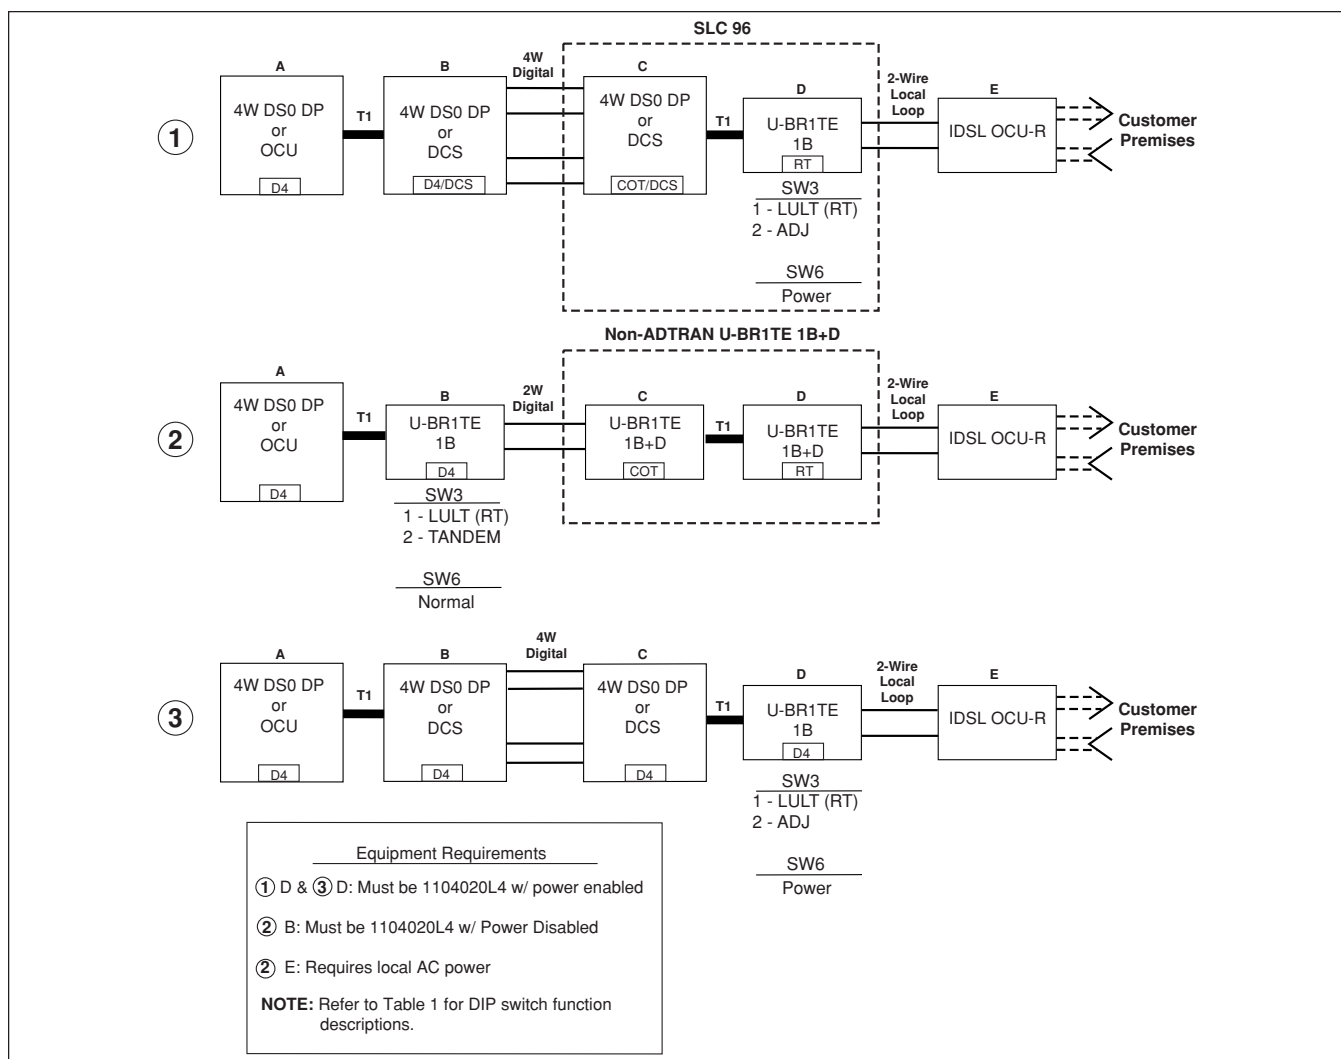 SLC 96
A
B
4W
Digital
C
D
2-Wire
Local
Loop
E
1
4W DS0 DP
or
OCU
D4
T1
4W DS0 DP
or
DCS
D4/DCS
4W DS0 DP
or
DCS
COT/DCS
T1
U-BR1TE
1B
RT
IDSL OCU-R
Customer
Premises
SW3
1 - LULT (RT)
2 - ADJ
SW6
Power
Non-ADTRAN U-BR1TE 1B+D
A
B
2W
Digital
C
D
2-Wire
Local
Loop
E
2
4W DS0 DP
or
OCU
D4
T1
U-BR1TE
1B
D4
U-BR1TE
1B+D
COT
T1
U-BR1TE
1B+D
RT
IDSL OCU-R
Customer
Premises
SW3
1 - LULT (RT)
2 - TANDEM
SW6
Normal
A
B
4W
Digital
C
D
2-Wire
Local
Loop
E
3
4W DS0 DP
or
OCU
D4
T1
4W DS0 DP
or
DCS
D4
4W DS0 DP
or
DCS
D4
T1
U-BR1TE
1B
D4
IDSL OCU-R
Customer
Premises
SW3
1 - LULT (RT)
2 - ADJ
SW6
Power
Equipment Requirements
1 D & 3 D: Must be 1104020L4 w/ power enabled
2 B: Must be 1104020L4 w/ Power Disabled
2 E: Requires local AC power
NOTE: Refer to Table 1 for DIP switch function
descriptions.